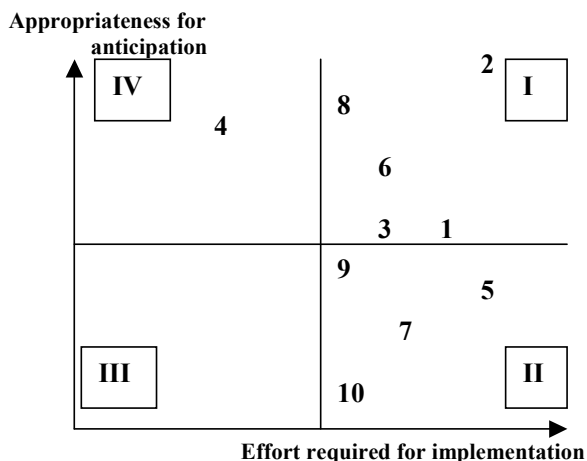 Appropriateness for
anticipation
2
IV
I
8
4
6
3 1
9
5
7
III
II
10
Effort required for implementation